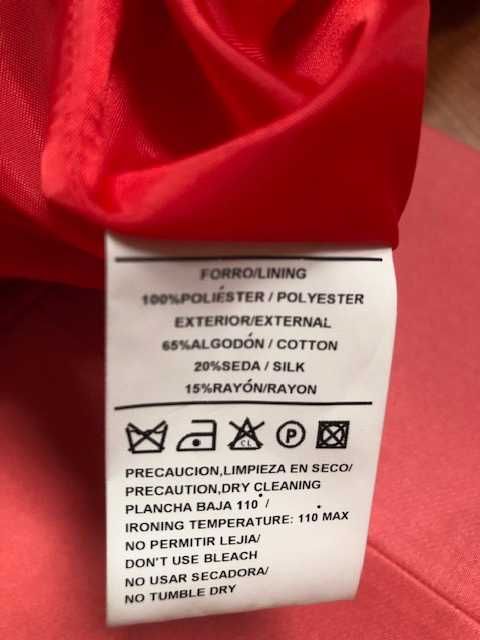 FORRO/LINING
100%POLIÉSTER / POLYESTER
EXTERIOR/EXTERNAL
65%ALGODÓN / COTTON
20%SEDA / SILK
15%RAYÓN/RAYON
CL P
PRECAUCION,LIMPIEZA EN SECO/
PRECAUTION,DRY CLEANING
PLANCHA BAJA 110°/
IRONING TEMPERATURE: 110°MAX
NO PERMITIR LEJIA/
DON'T USE BLEACH
NO USAR SECADORA/
NO TUMBLE DRY